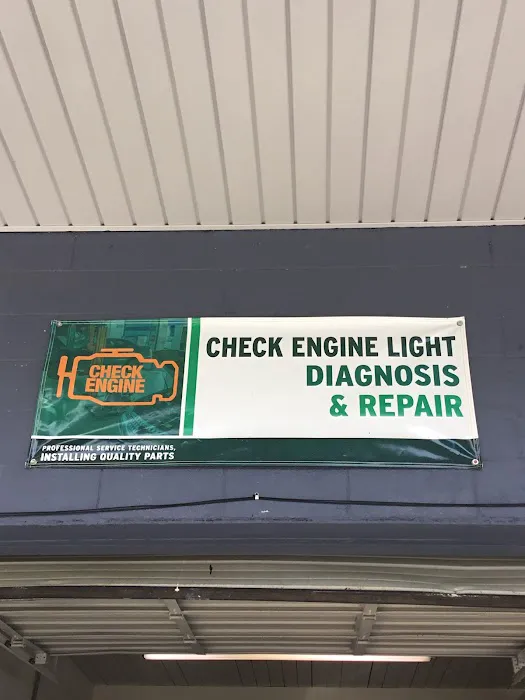 CHECK
ENGINE
CHECK ENGINE LIGHT
DIAGNOSIS
& REPAIR
PROFESSIONAL SERVICE TECHNICIANS,
INSTALLING QUALITY PARTS